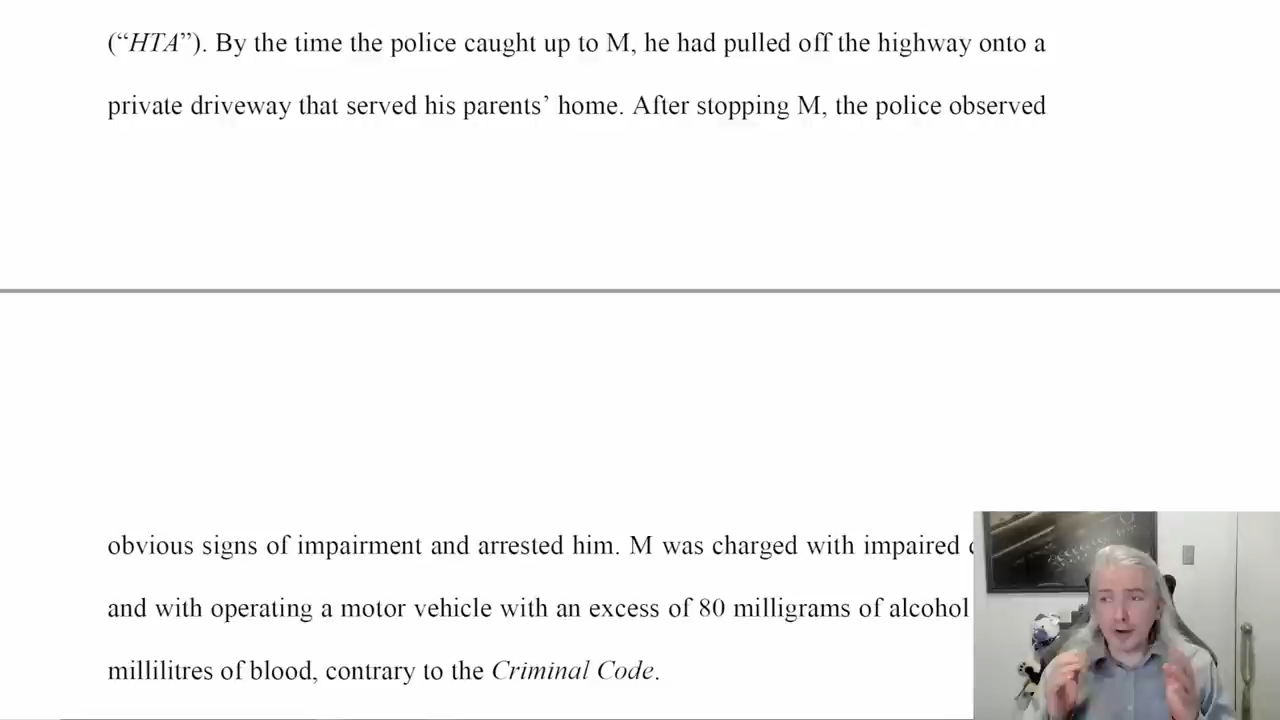 (“HTA”). By the time the police caught up to M, he had pulled off the highway onto a
private driveway that served his parents’ home. After stopping M, the police observed
obvious signs of impairment and arrested him. M was charged with impaired
and with operating a motor vehicle with an excess of 80 milligrams of alcohol
millilitres of blood, contrary to the Criminal Code.